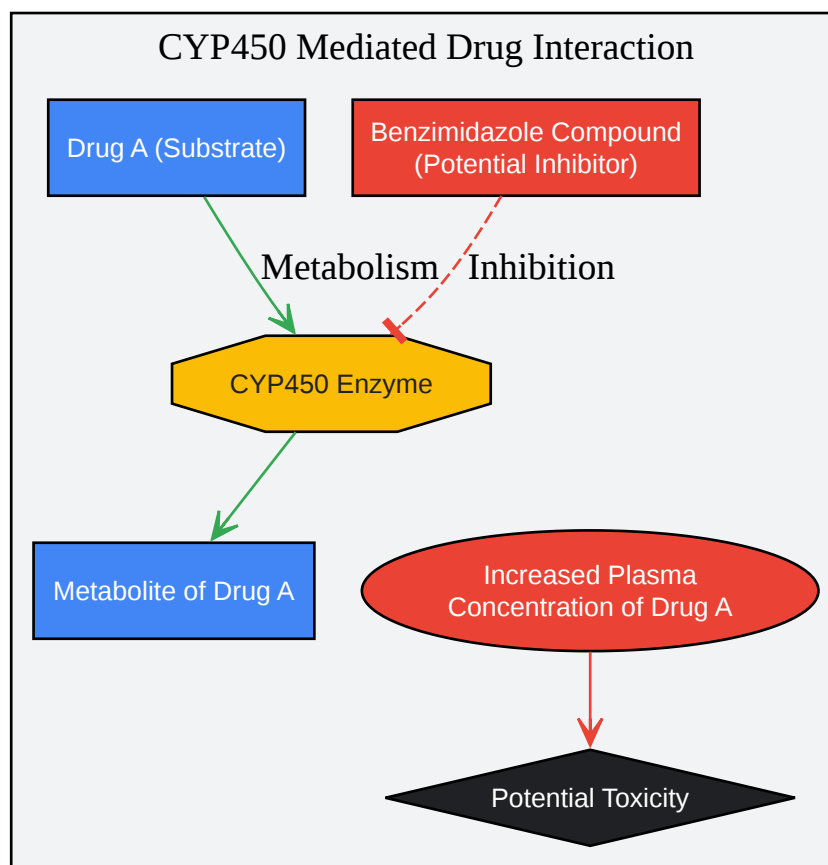 CYP450 Mediated Drug Interaction
Drug A (Substrate)
Benzimidazole Compound
(Potential Inhibitor)
Metabolism
Inhibition
CYP450 Enzyme
Metabolite of Drug A
Increased Plasma
Concentration of Drug A
Potential Toxicity